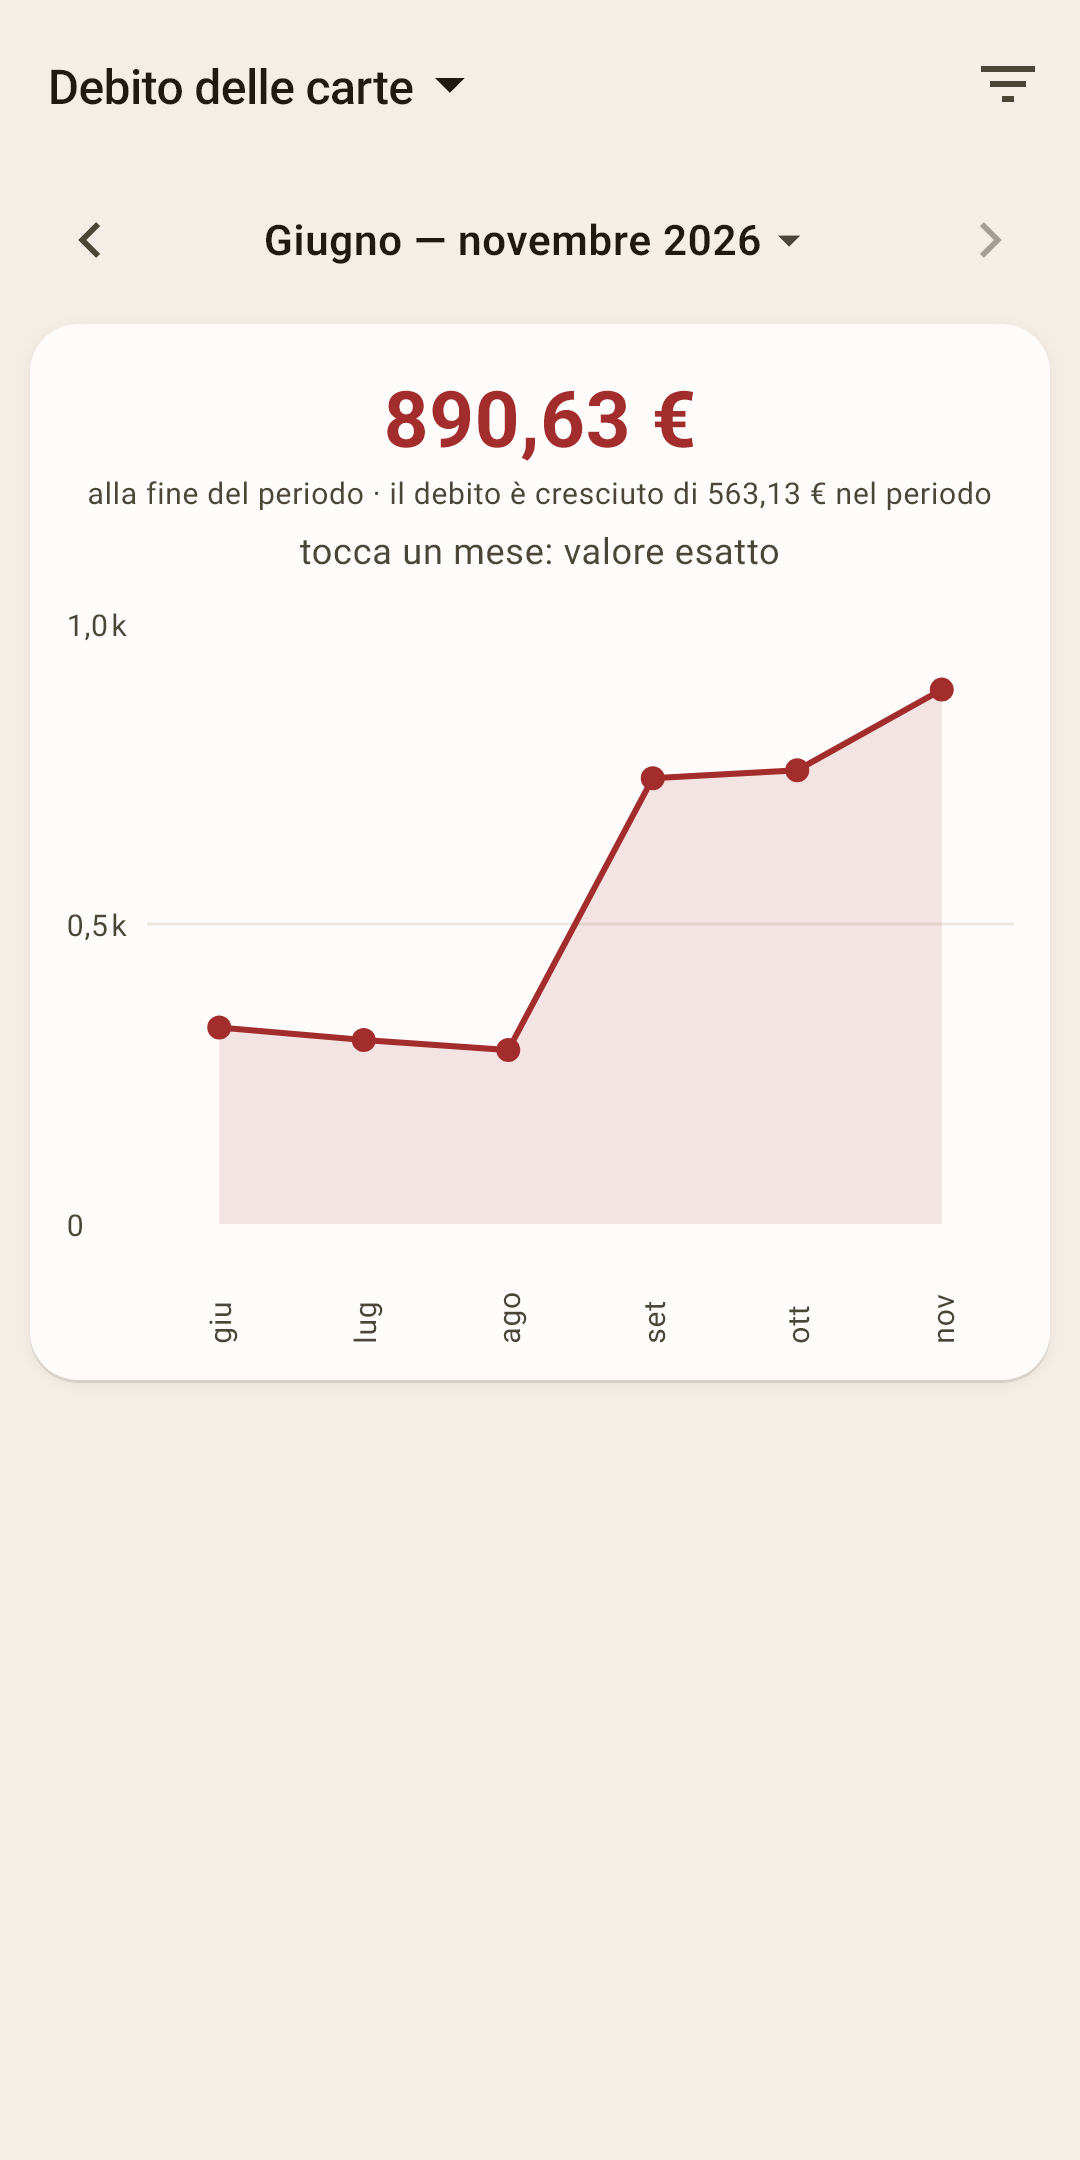 Debito delle carte
Giugno — novembre 2026
890,63 €
alla fine del periodo · il debito è cresciuto di 563,13 € nel periodo
tocca un mese: valore esatto
1,0k
0,5k
0
giu
lug
ago
set
ott
nov